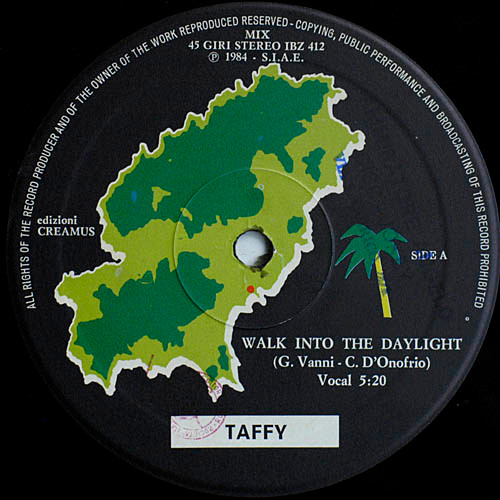 ALL RIGHTS OF THE RECORD PRODUCER AND OF THE OWNER OF THE WORK REPRODUCED RESERVED - COPYING, PUBLIC PERFORMANCE AND BROADCASTING OF THIS RECORD PROHIBITED
MIX
45 GIRI STEREO IBZ 412
Ⓟ 1984 - S.I.A.E.
edizioni
CREAMUS
SIDE A
WALK INTO THE DAYLIGHT
(G. Vanni - C. D'Onofrio)
Vocal 5:20
TAFFY